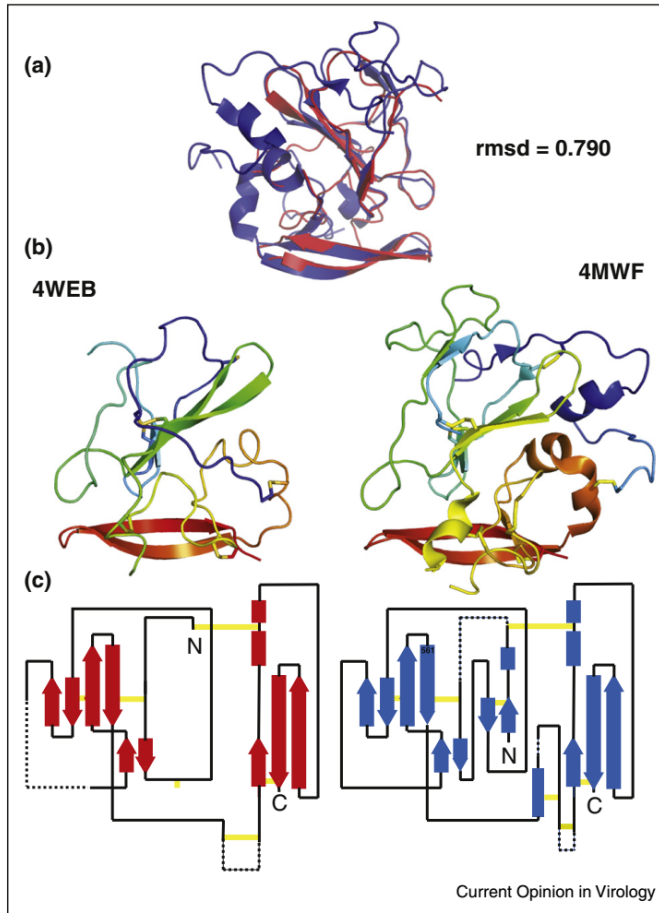 (a)
rmsd = 0.790
(b)
4WEB
4MWF
(c)
N
C
561
N
C
Current Opinion in Virology